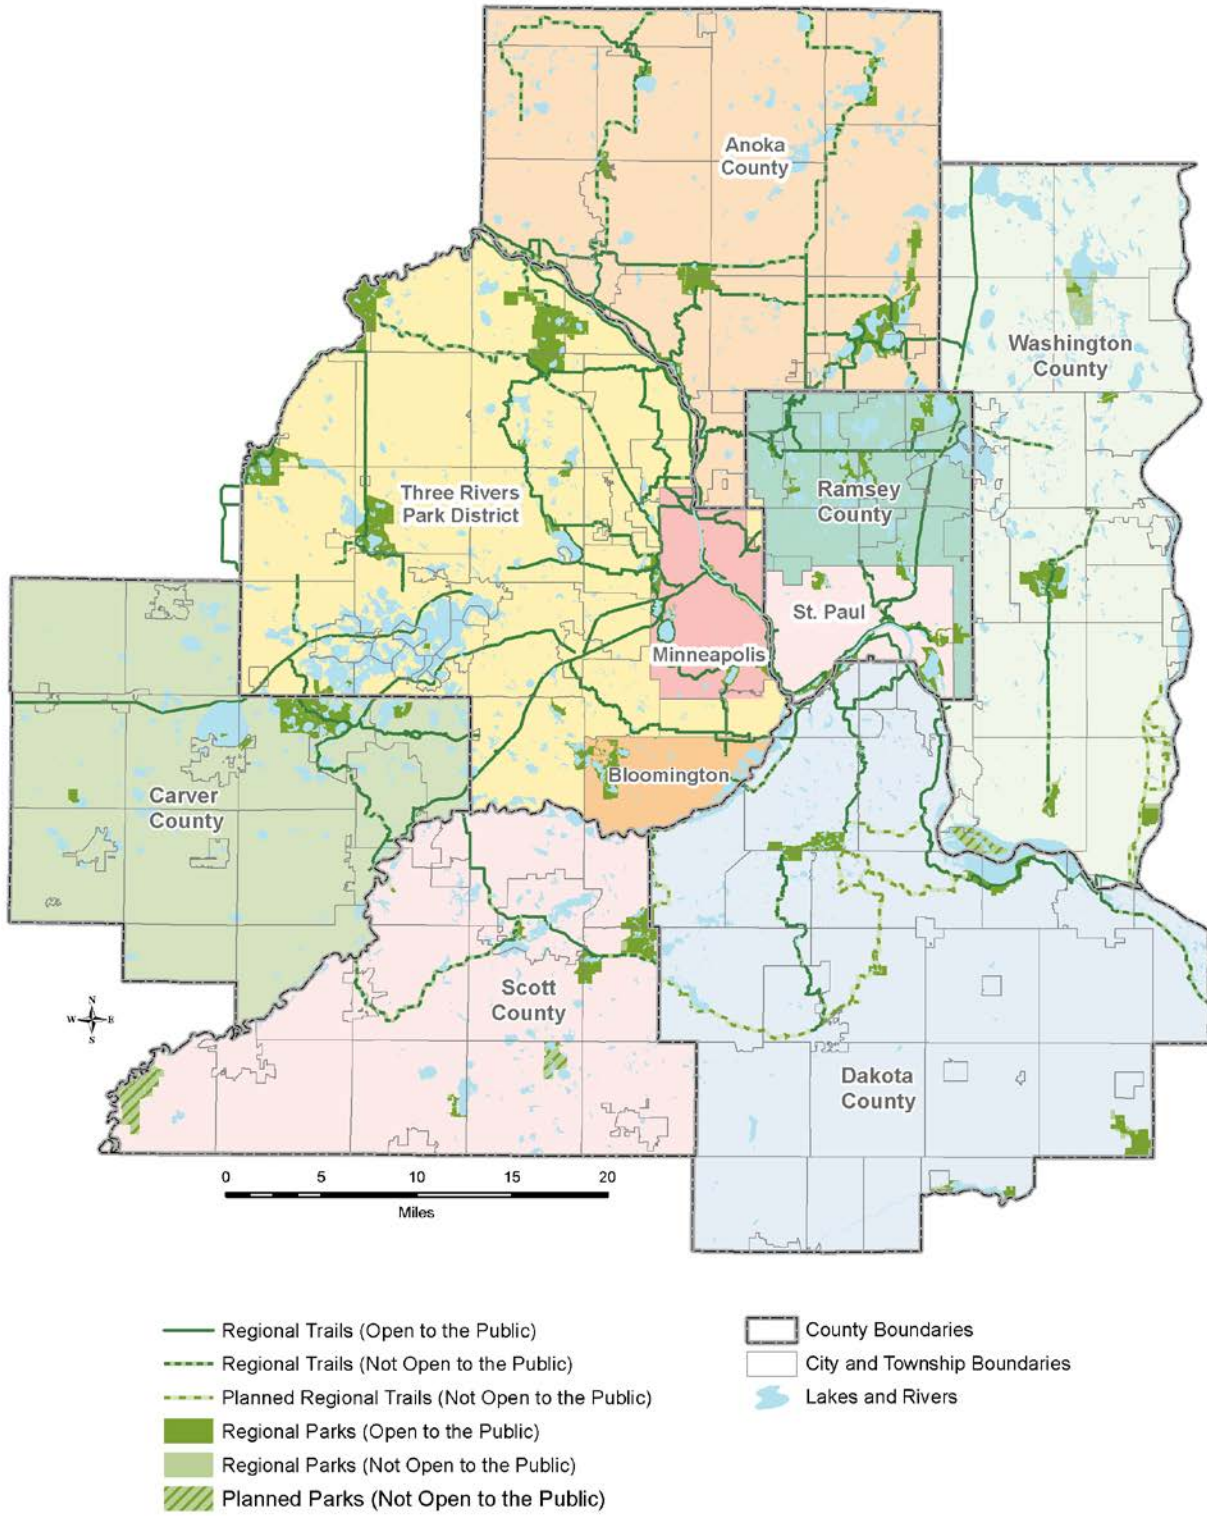 Anoka
County
Washington
County
Three Rivers
Park District
Ramsey
County
St. Paul
Minneapolis
Bloomington
Carver
County
Scott
County
Dakota
County
N
W E
S
0 5 10 15 20
Miles
Regional Trails (Open to the Public)
Regional Trails (Not Open to the Public)
Planned Regional Trails (Not Open to the Public)
Regional Parks (Open to the Public)
Regional Parks (Not Open to the Public)
Planned Parks (Not Open to the Public)
County Boundaries
City and Township Boundaries
Lakes and Rivers